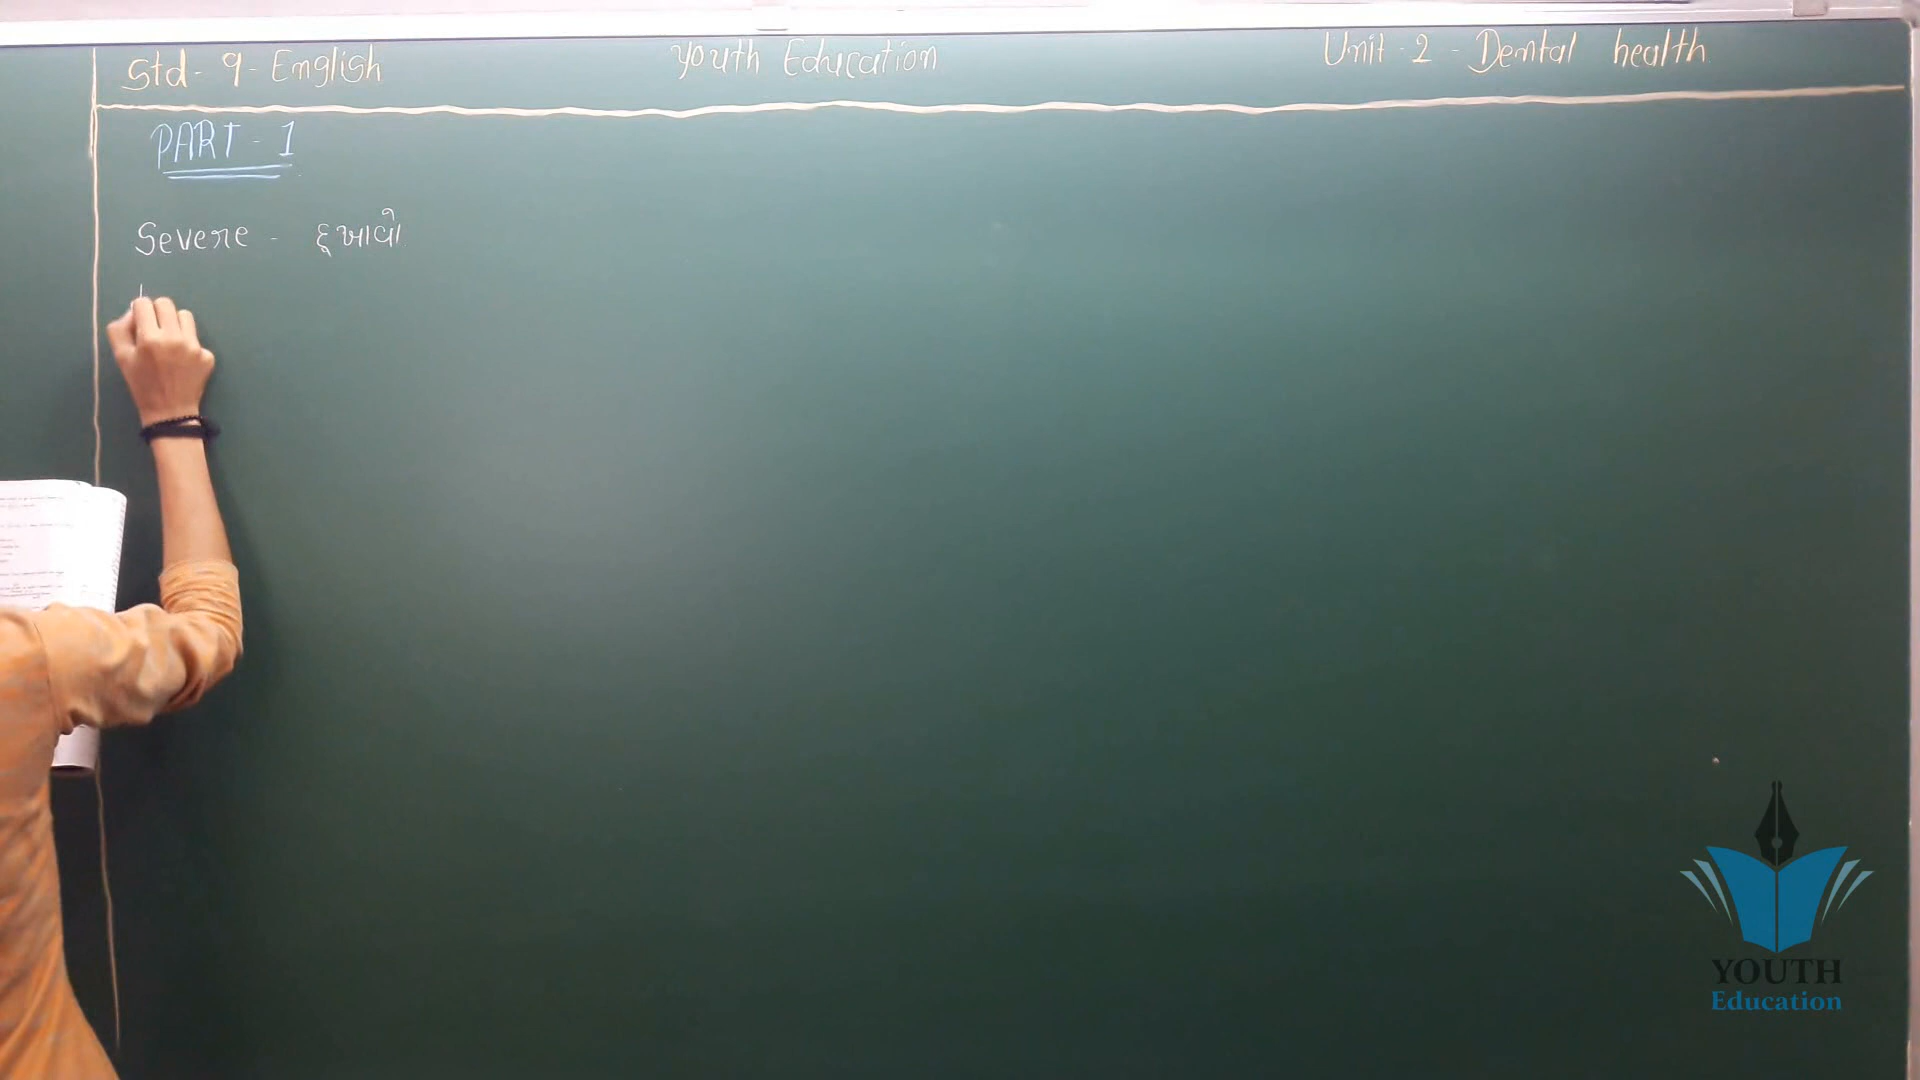 Std - 9 - English
Youth Education
Unit - 2 - Dental health
PART - 1
Severe - દુખાવો
YOUTH
Education